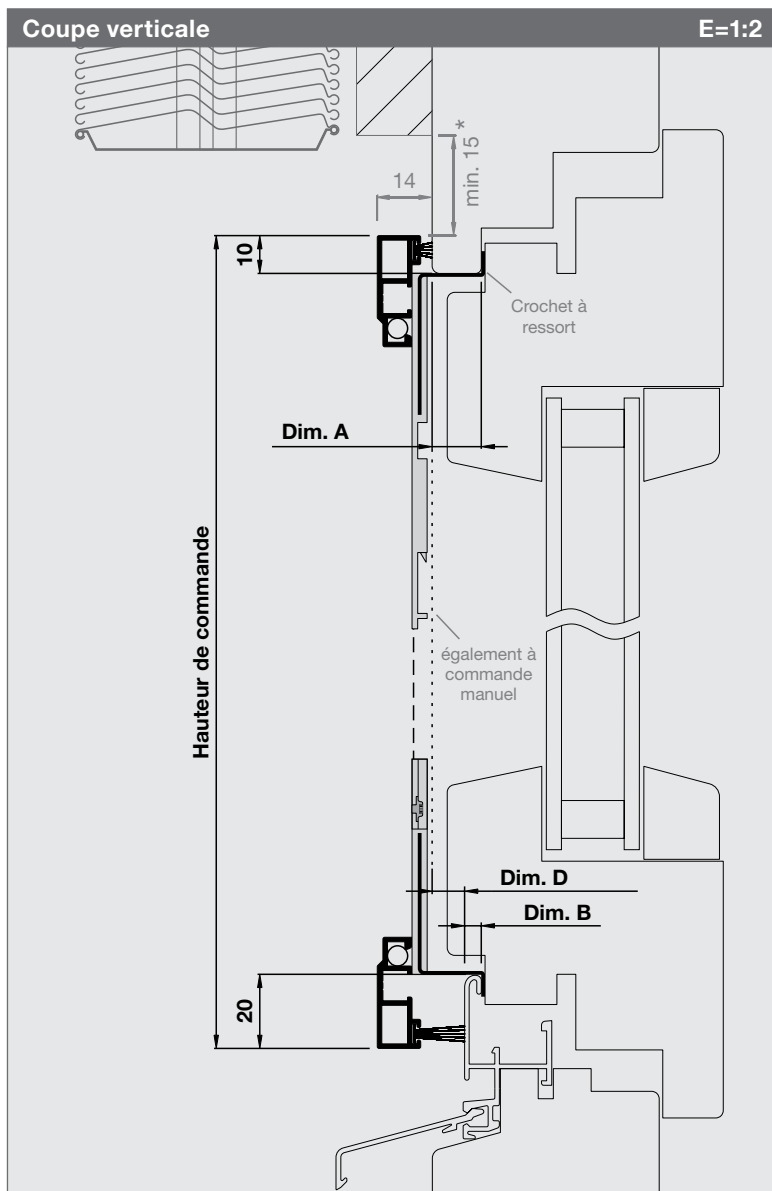 Coupe verticale
E=1:2
min. 15*
14
10
Crochet à
ressort
Dim. A
Hauteur de commande
également à
commande
manuel
Dim. D
Dim. B
20